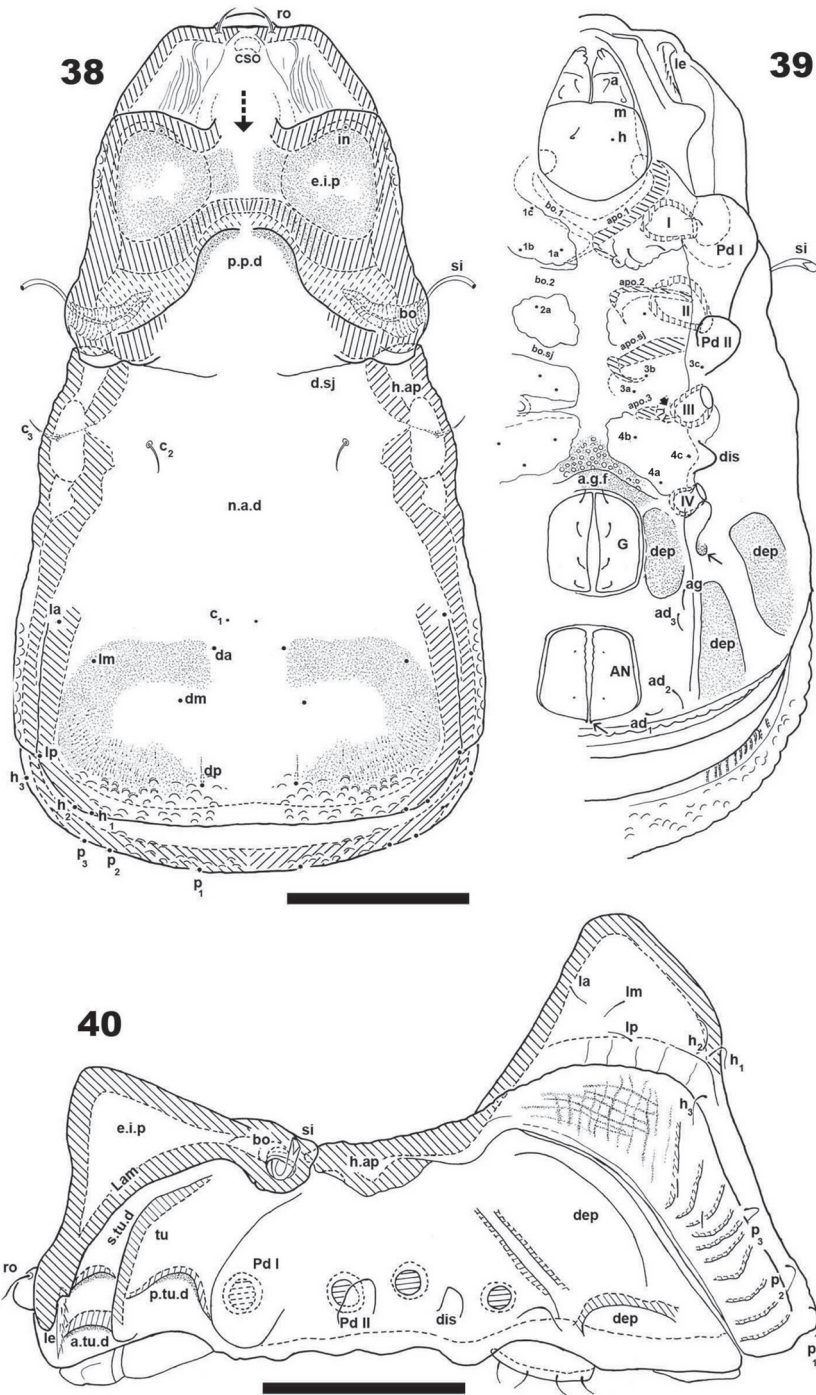 38
ro
cso
in
e.i.p
p.p.d
si
bo
d.sj
h.ap
c3
c2
n.a.d
la
c1
lm
da
dm
lp
dp
h3
h2
h1
p3
p2
p1
39
le
a
m
h
bo.1
apo.1
1c
1b
1a
I
Pd I
si
bo.2
apo.2
2a
II
Pd II
bo.sj
apo.sj
3b
3c
3a
apo.3
III
4b
4c
dis
4a
a.g.f
IV
G
dep
dep
ag
ad3
dep
AN
ad2
ad1
40
la
lm
lp
h2
h1
h3
e.i.p
bo
si
h.ap
Lam
s.tu.d
tu
dep
ro
Pd I
p.tu.d
Pd II
dis
dep
le
a.tu.d
p3
p2
p1